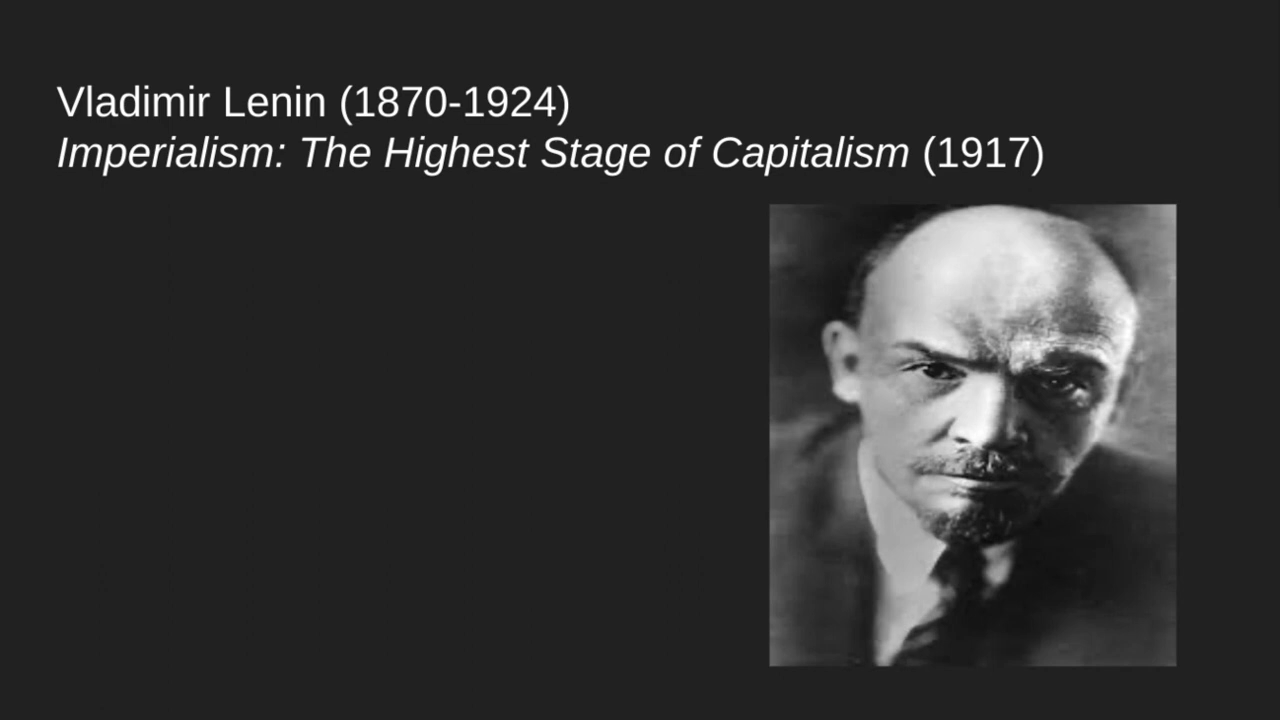 Vladimir Lenin (1870-1924)
Imperialism: The Highest Stage of Capitalism (1917)